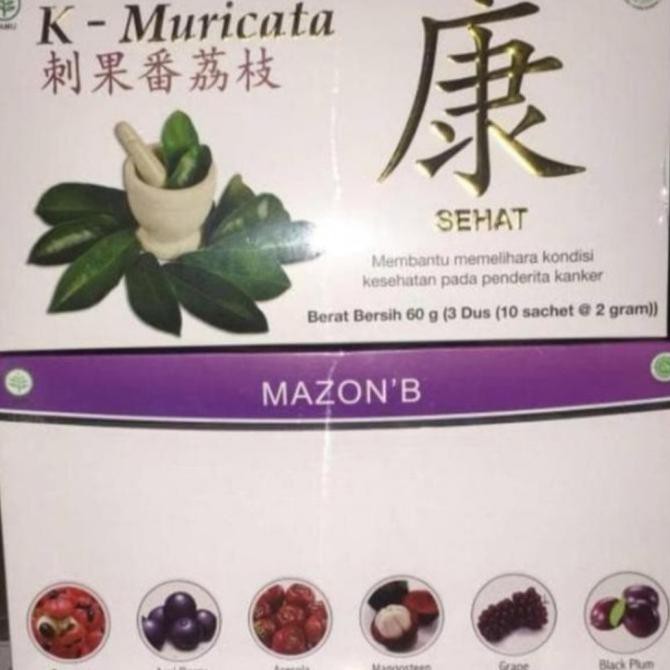 K - Muricata
刺果番荔枝
康
SEHAT
Membantu memelihara kondisi
kesehatan pada penderita kanker
Berat Bersih 60 g (3 Dus (10 sachet @ 2 gram))
MAZON'B
Acerola
Mangosteen
Grape
Black Plum